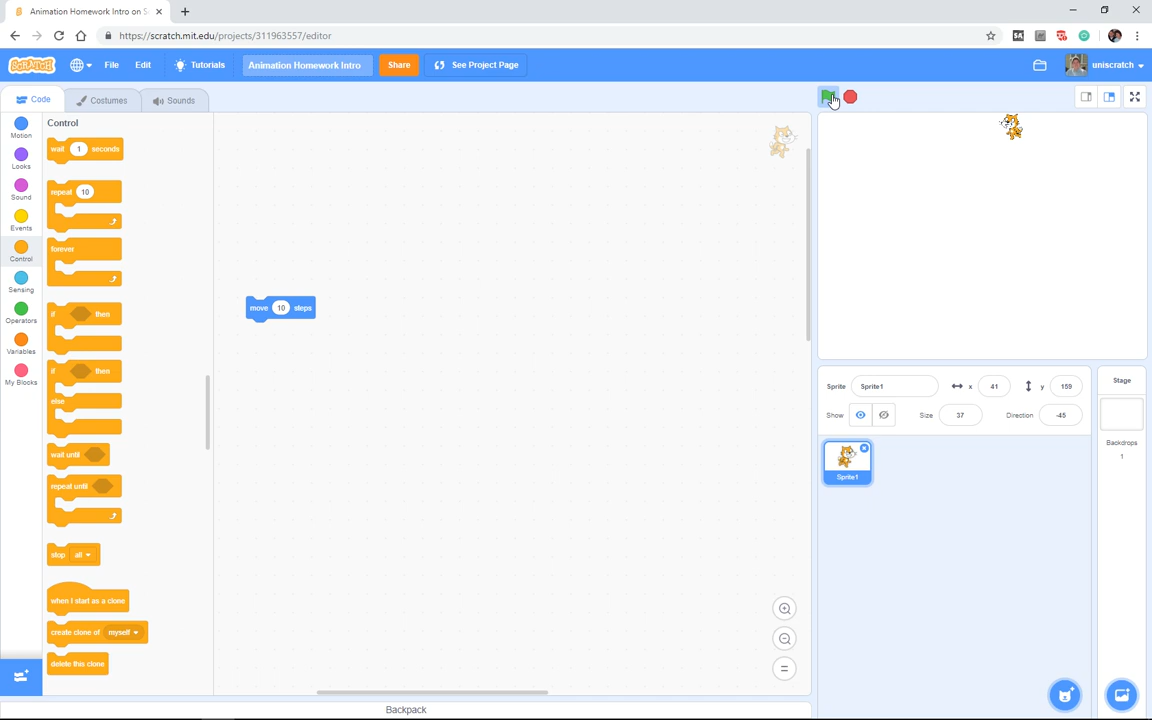 Animation Homework Intro on S
https://scratch.mit.edu/projects/311963557/editor
SCRATCH File Edit Tutorials Animation Homework Intro Share See Project Page uniscratch
Code Costumes Sounds
Motion
Looks
Sound
Events
Control
Sensing
Operators
Variables
My Blocks
Control
wait 1 seconds
repeat 10
forever
if then
if then
else
wait until
repeat until
stop all
when I start as a clone
create clone of myself
delete this clone
move 10 steps
Sprite Sprite1 x 41 y 159
Show Size 37 Direction -45
Sprite1
Stage
Backdrops
1
Backpack